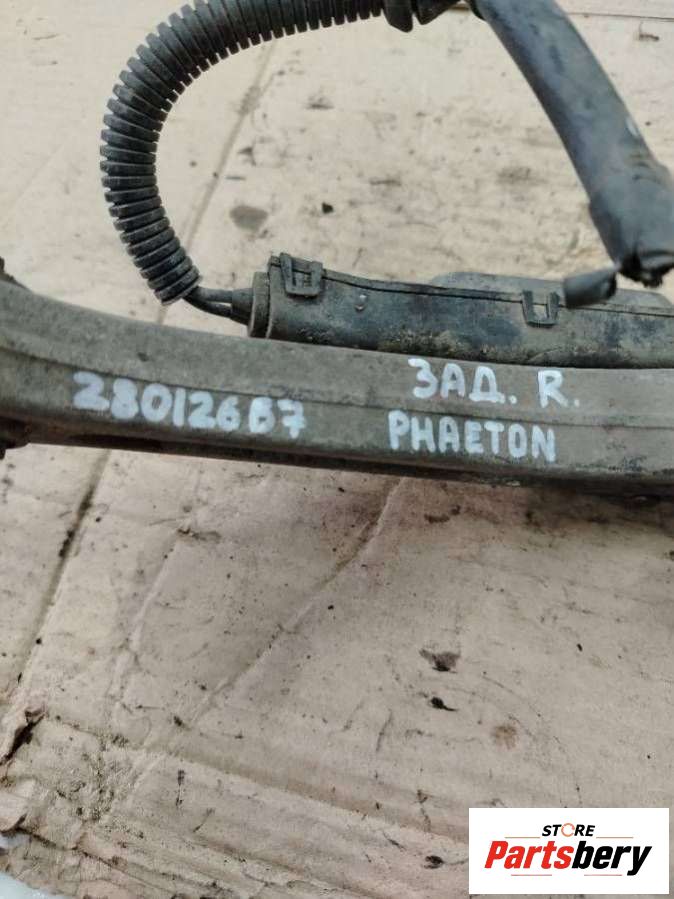 28012667 ЗАД. R.
PHAETON
STORE
Partsbery